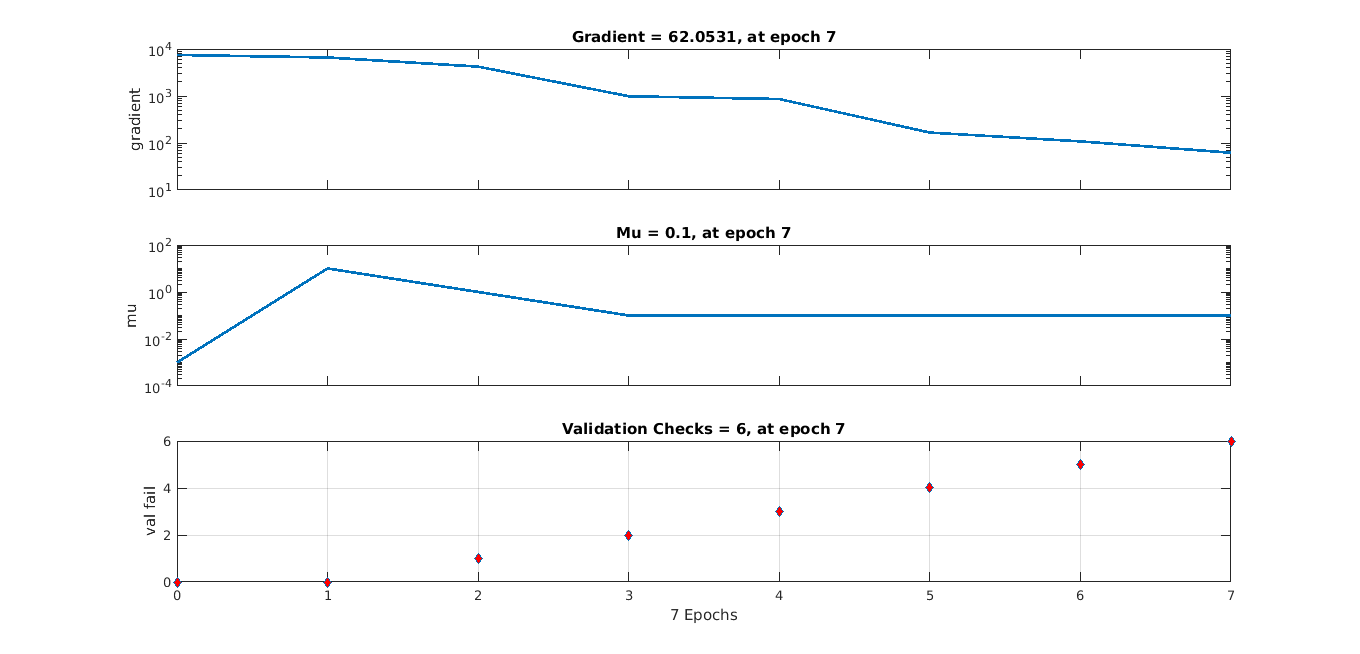 Gradient = 62.0531, at epoch 7
10^4
10^3
10^2
10^1
gradient
Mu = 0.1, at epoch 7
10^2
10^0
10^-2
10^-4
mu
Validation Checks = 6, at epoch 7
6
4
2
0
val fail
0 1 2 3 4 5 6 7
7 Epochs